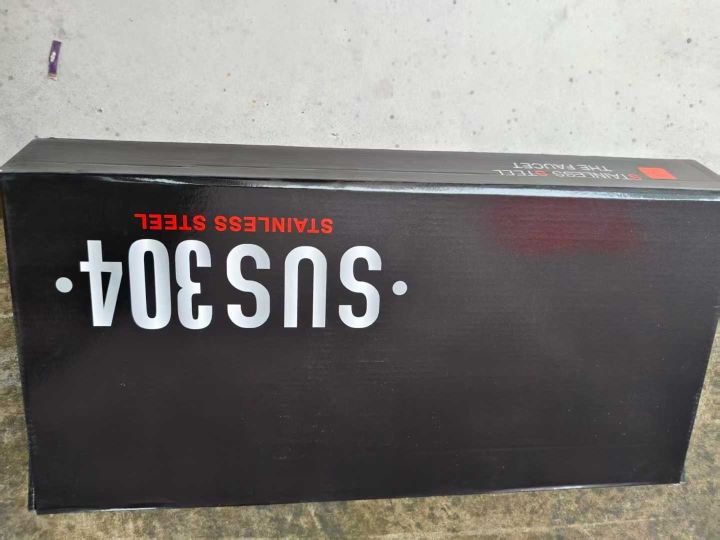 ·SUS304·
STAINLESS STEEL
STAINLESS STEEL
THE FAUCET